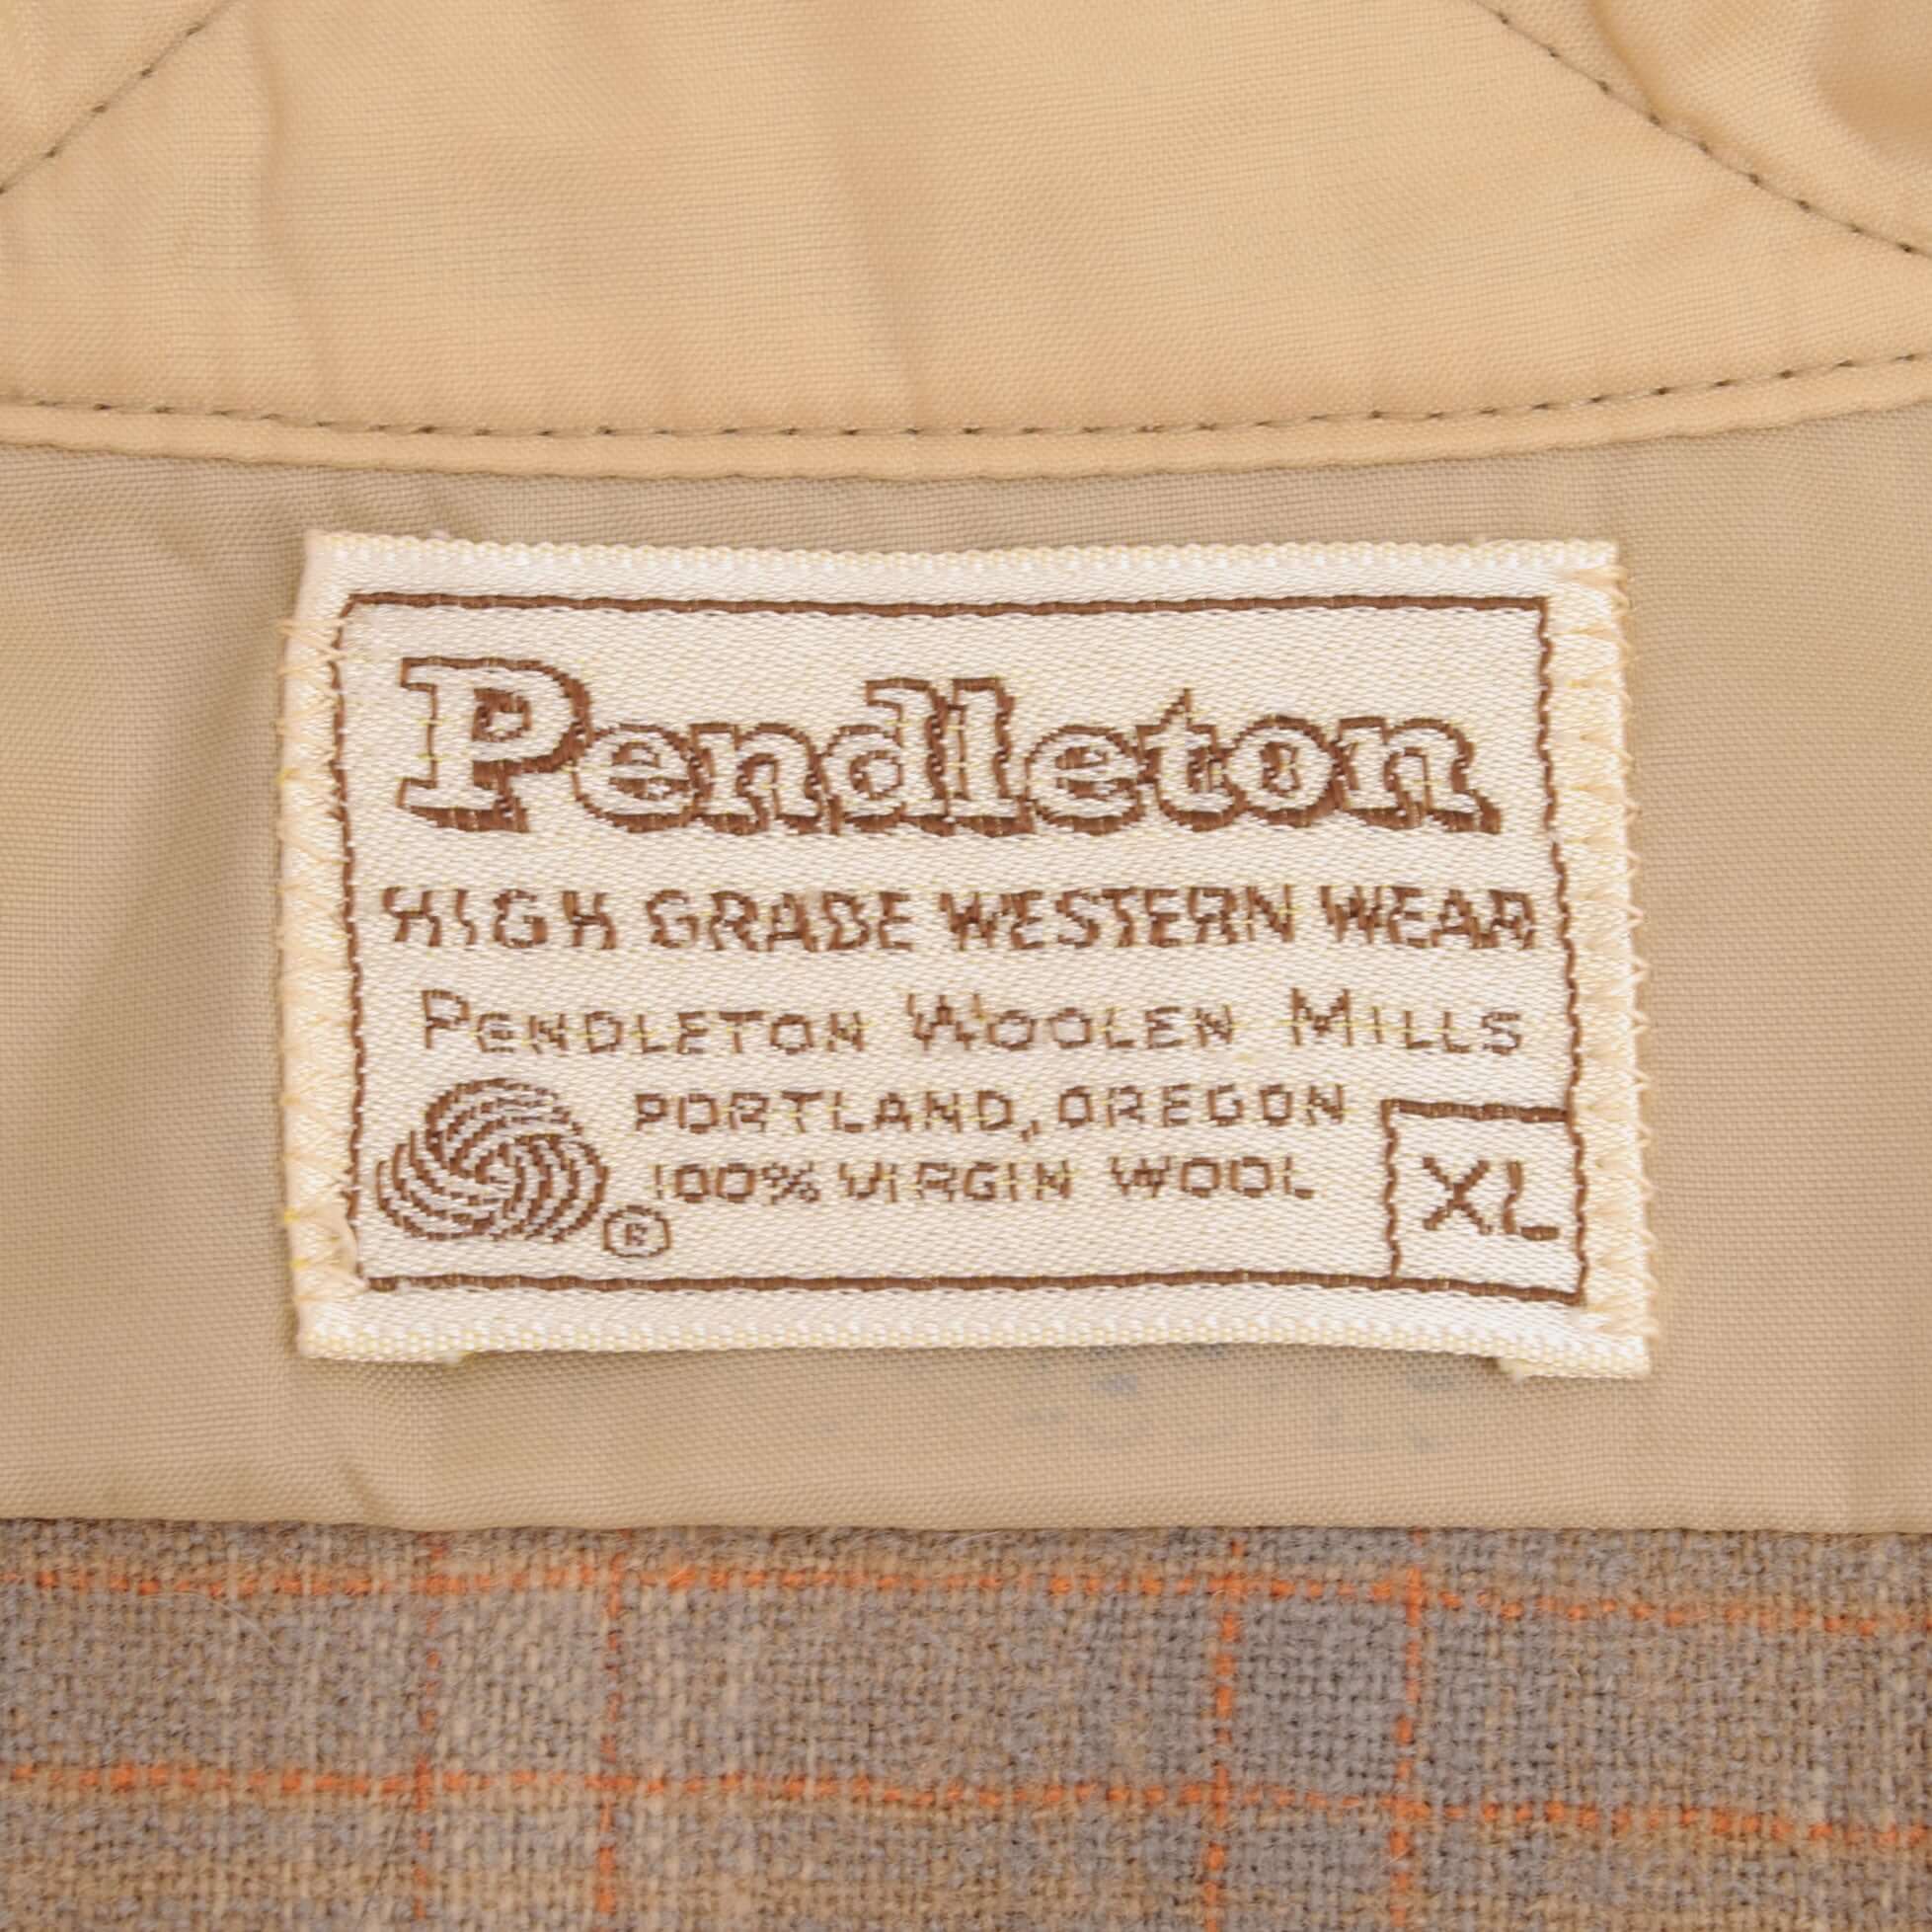 Pendleton
HIGH GRADE WESTERN WEAR
PENDLETON WOOLEN MILLS
PORTLAND, OREGON
100% VIRGIN WOOL
®
XL